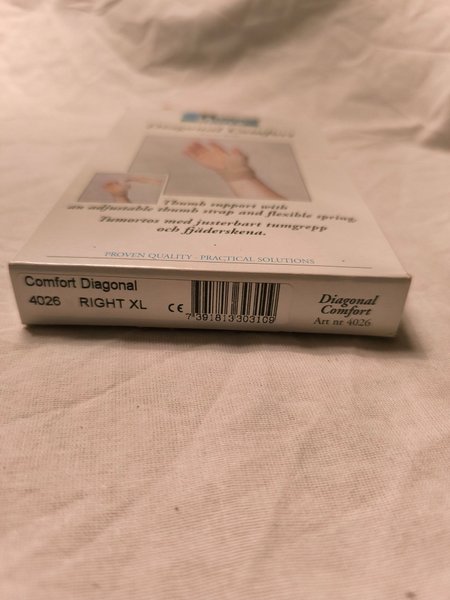 Diagonal Comfort
Thumb support with
an adjustable thumb strap and flexible spring.
Tumortos med justerbart tumgrepp
och fjäderskena.
PROVEN QUALITY - PRACTICAL SOLUTIONS
Comfort Diagonal
4026 RIGHT XL CE
7 391813 303109
Diagonal
Comfort
Art nr 4026